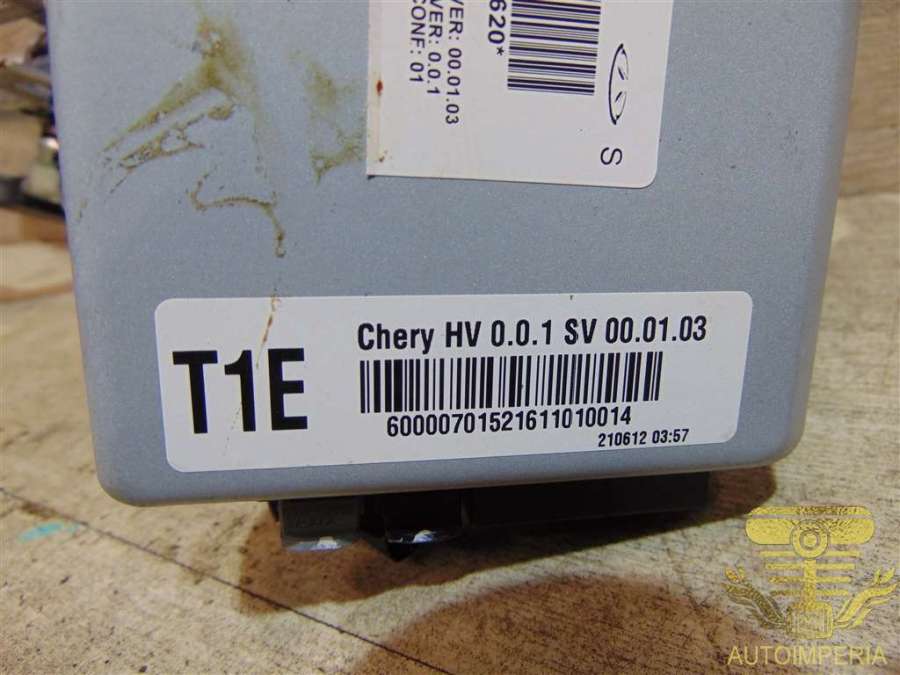 620*
VER: 00.01.03
VER: 0.0.1
CONF: 01
S
T1E
Chery HV 0.0.1 SV 00.01.03
60000701521611010014
210612 03:57
AUTOIMPERIA